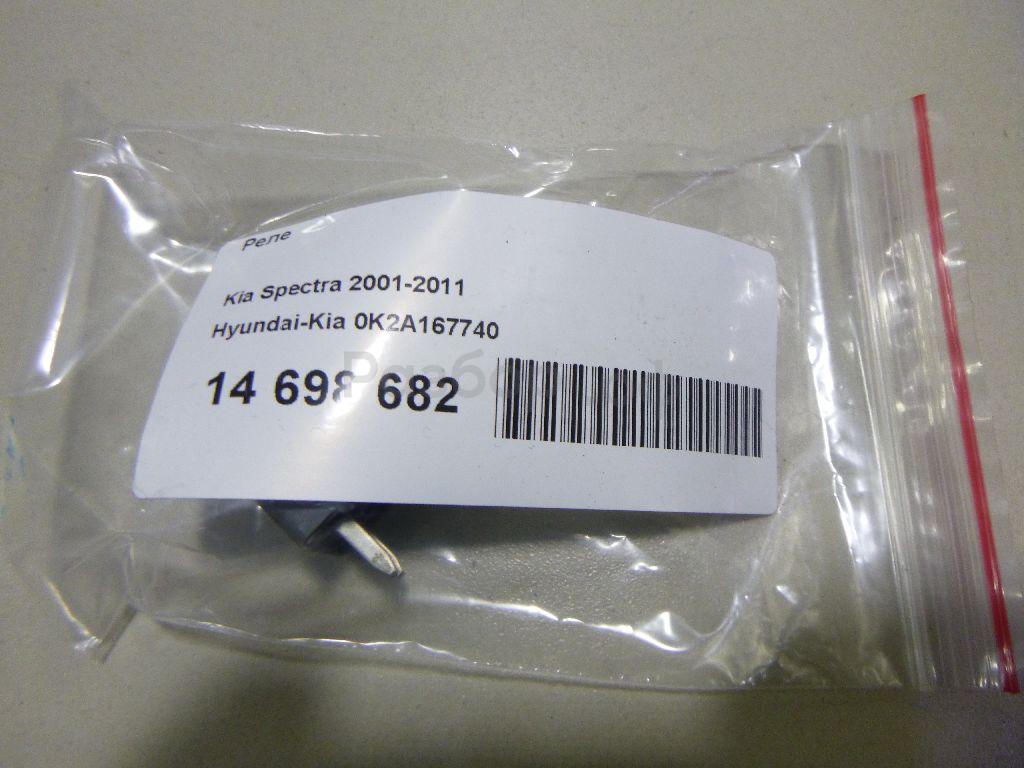 Реле
Kia Spectra 2001-2011
Hyundai-Kia 0K2A167740
14 698 682